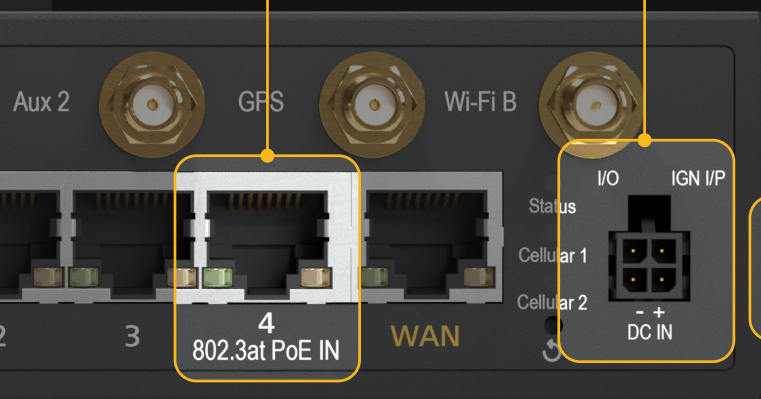 Aux 2
GPS
Wi-Fi B
I/O
IGN I/P
Status
Cellular 1
Cellular 2
- +
DC IN
2
3
4
802.3at PoE IN
WAN